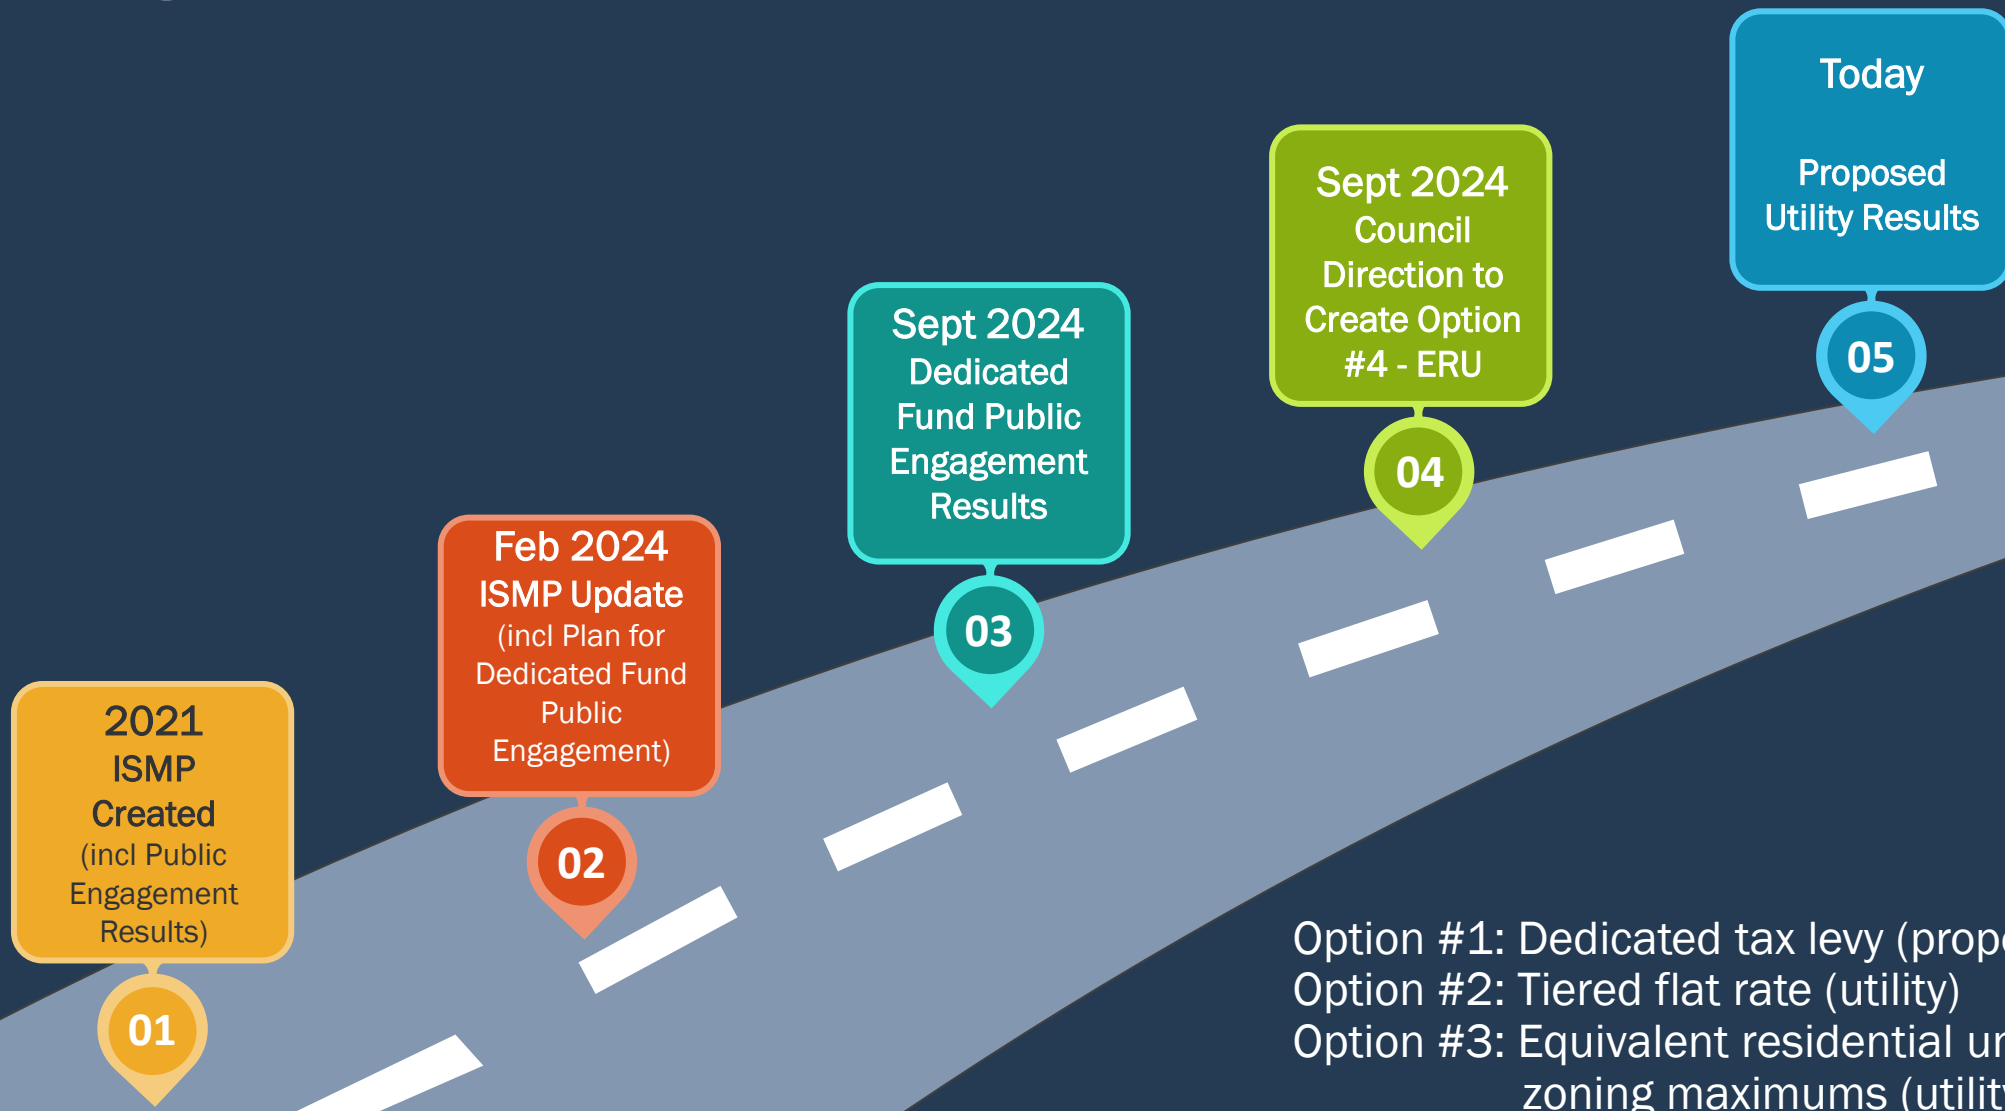 2021
ISMP
Created
(incl Public
Engagement
Results)
01
Feb 2024
ISMP Update
(incl Plan for
Dedicated Fund
Public
Engagement)
02
Sept 2024
Dedicated
Fund Public
Engagement
Results
03
Sept 2024
Council
Direction to
Create Option
#4 - ERU
04
Today
Proposed
Utility Results
05
Option #1: Dedicated tax levy
Option #2: Tiered flat rate (utility)
Option #3: Equivalent residential
zoning maximums (utility